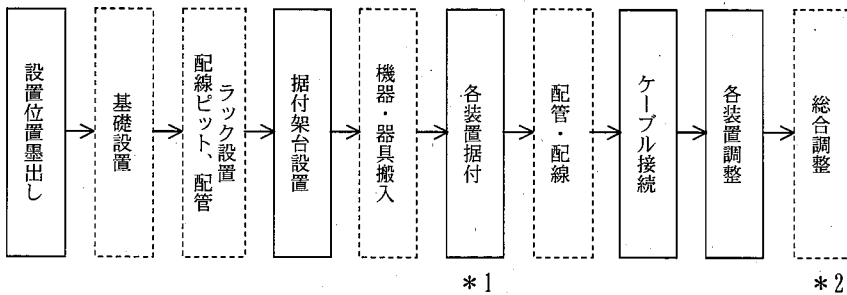 設置位置墨出し
基礎設置
ラック設置
配線ピット、配管
据付架台設置
機器・器具搬入
各装置据付
配管・配線
ケーブル接続
各装置調整
総合調整
*1
*2